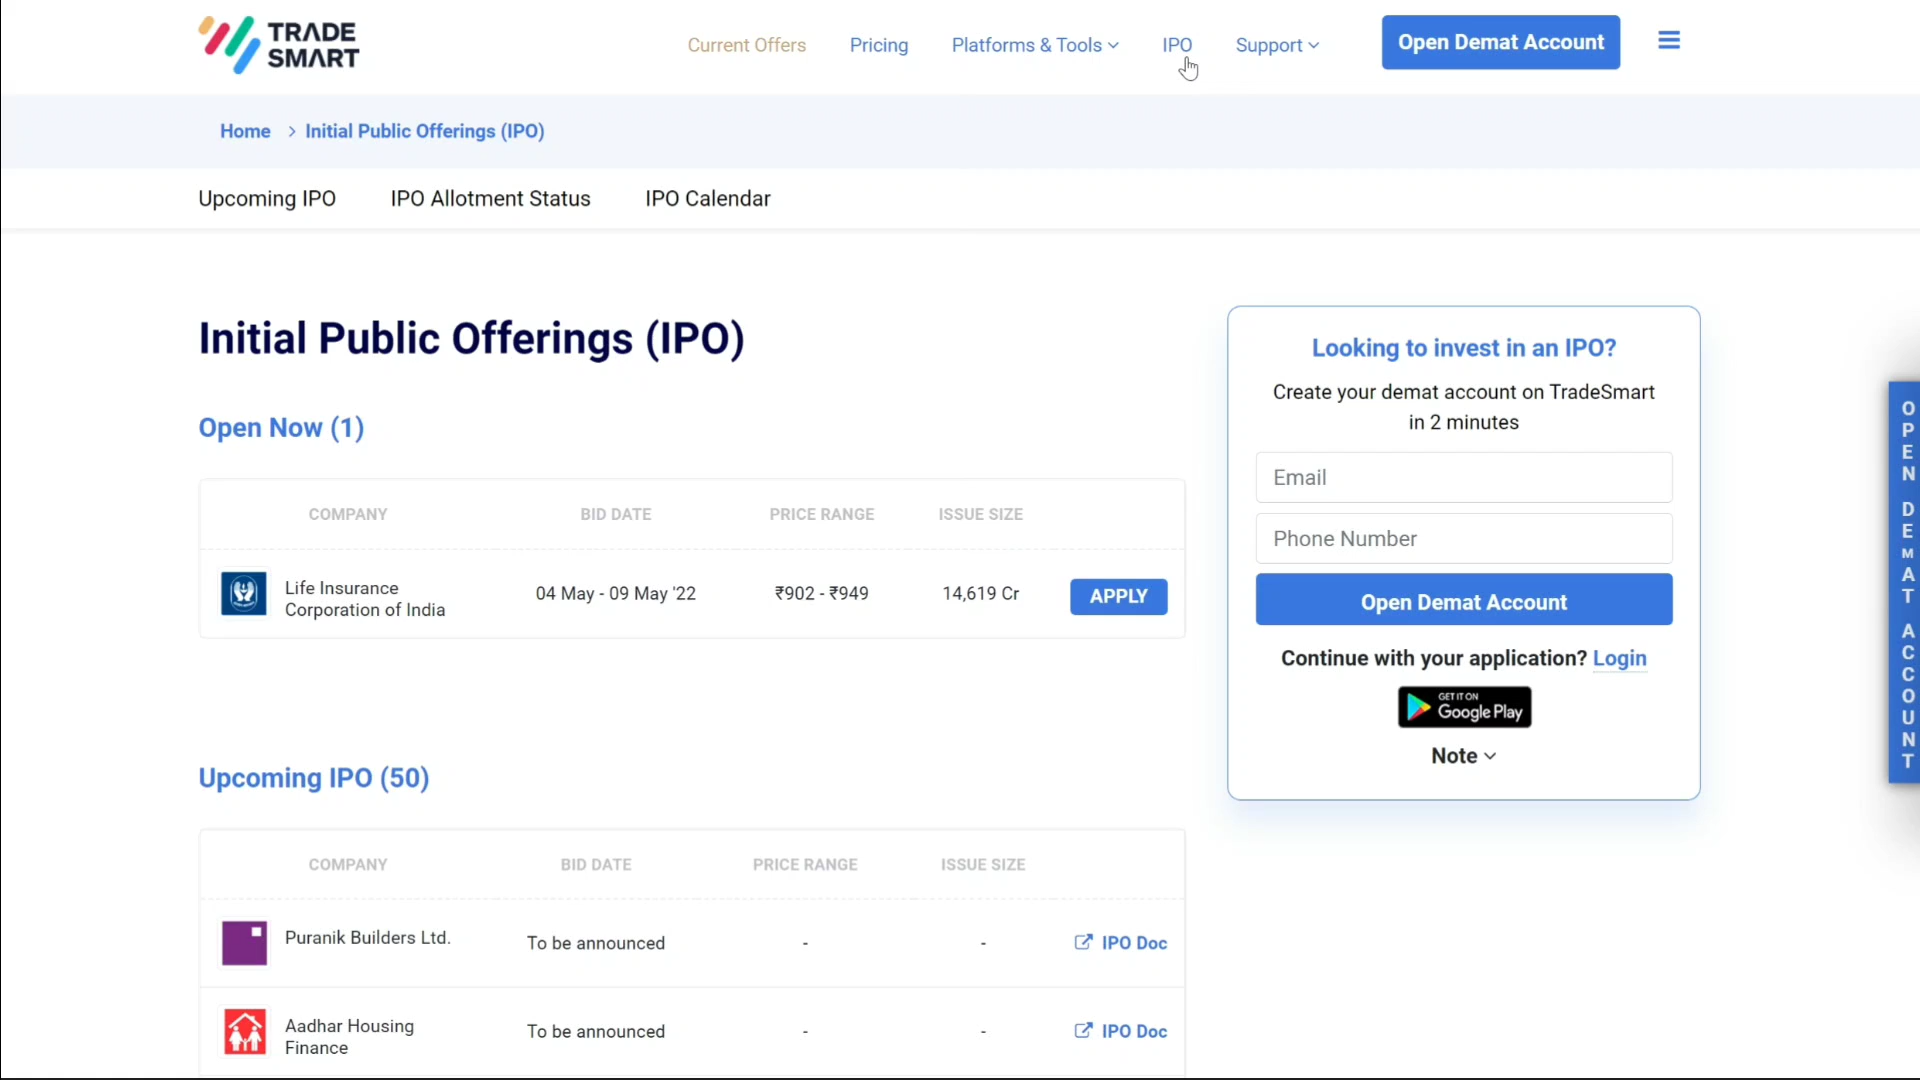 TRADE
SMART
Current Offers Pricing Platforms & Tools IPO Support Open Demat Account
Home > Initial Public Offerings (IPO)
Upcoming IPO IPO Allotment Status IPO Calendar
Initial Public Offerings (IPO)
Open Now (1)
COMPANY BID DATE PRICE RANGE ISSUE SIZE
Life Insurance
Corporation of India
04 May - 09 May '22 ₹902 - ₹949 14,619 Cr APPLY
Upcoming IPO (50)
COMPANY BID DATE PRICE RANGE ISSUE SIZE
Puranik Builders Ltd. To be announced - - IPO Doc
Aadhar Housing
Finance
To be announced - - IPO Doc
Looking to invest in an IPO?
Create your demat account on TradeSmart
in 2 minutes
Email
Phone Number
Open Demat Account
Continue with your application? Login
GET IT ON
Google Play
Note
OPEN DEMAT ACCOUNT